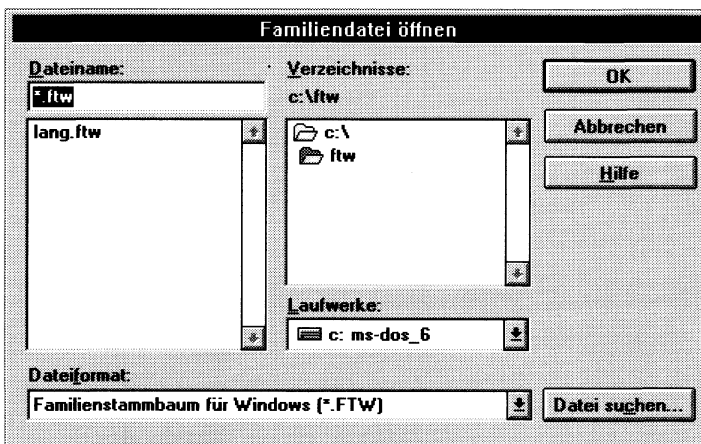 Familiendatei öffnen
Dateiname:
*.ftw
lang.ftw
Verzeichnisse:
c:\ftw
c:\
ftw
Laufwerke:
c: ms-dos_6
Dateiformat:
Familienstammbaum für Windows (*.FTW)
OK
Abbrechen
Hilfe
Datei suchen...